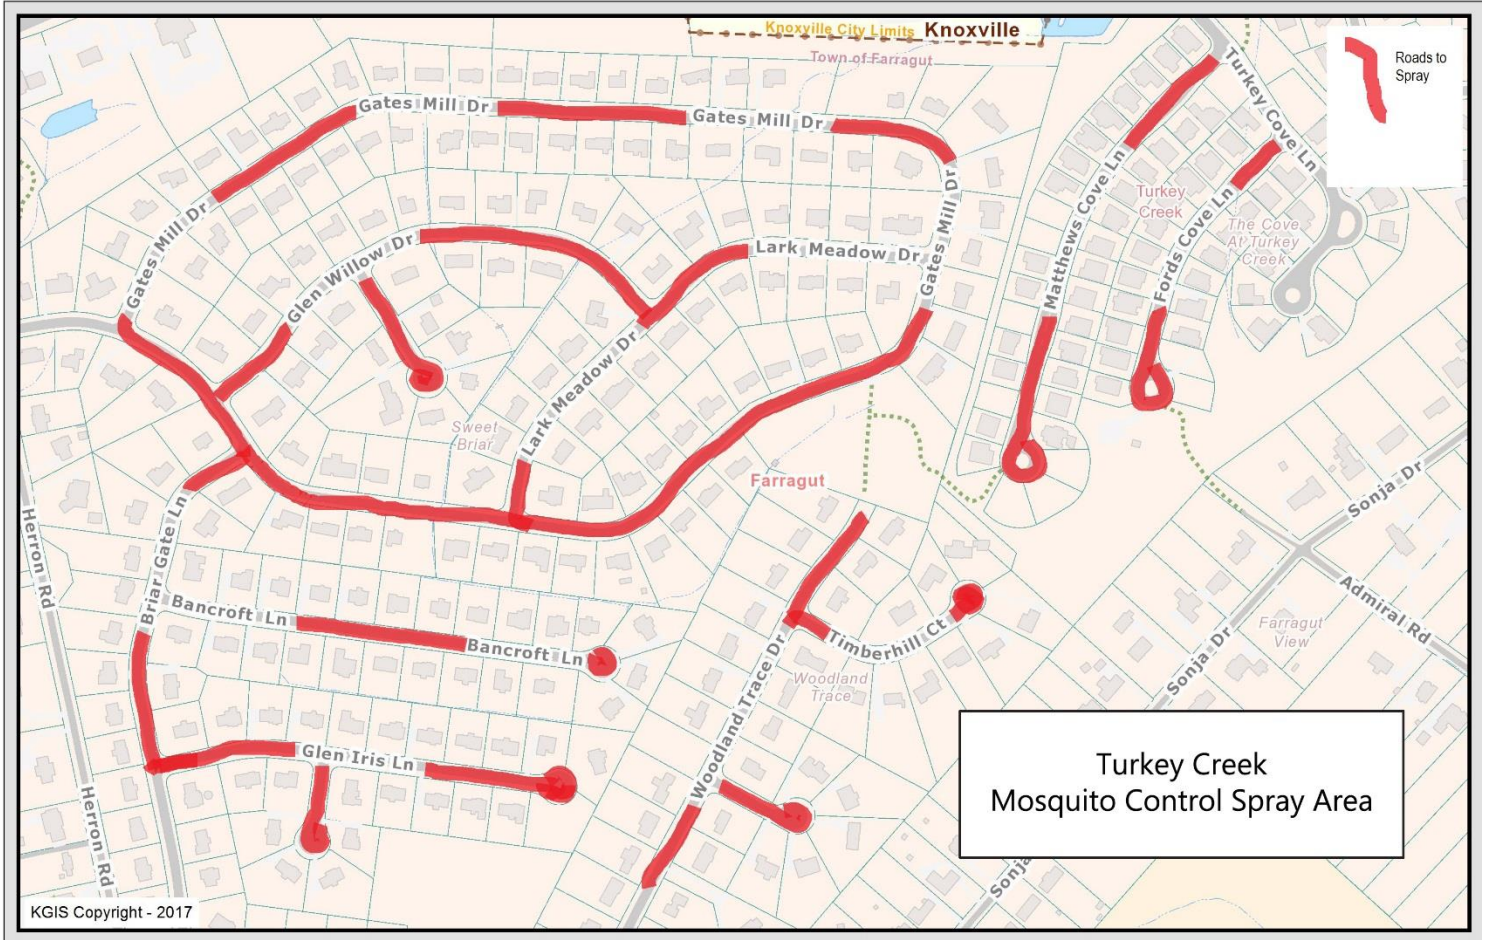 Knoxville City Limits Knoxville
Town of Farragut
Roads to
Spray
Gates Mill Dr
Gates Mill Dr
Turkey Cove Ln
Gates Mill Dr
Gates Mill Dr
Matthews Cove Ln
Turkey
Creek
Fords Cove Ln
The Cove
At Turkey
Creek
Glen Willow Dr
Lark Meadow Dr
Lark Meadow Dr
Sweet
Briar
Farragut
Sonja Dr
Herron Rd
Briar Gate Ln
Bancroft Ln
Bancroft Ln
Timberhill Ct
Woodland
Trace
Woodland Trace Dr
Admiral Rd
Farragut
View
Sonja Dr
Glen Iris Ln
Herron Rd
Turkey Creek
Mosquito Control Spray Area
Sonja
KGIS Copyright - 2017